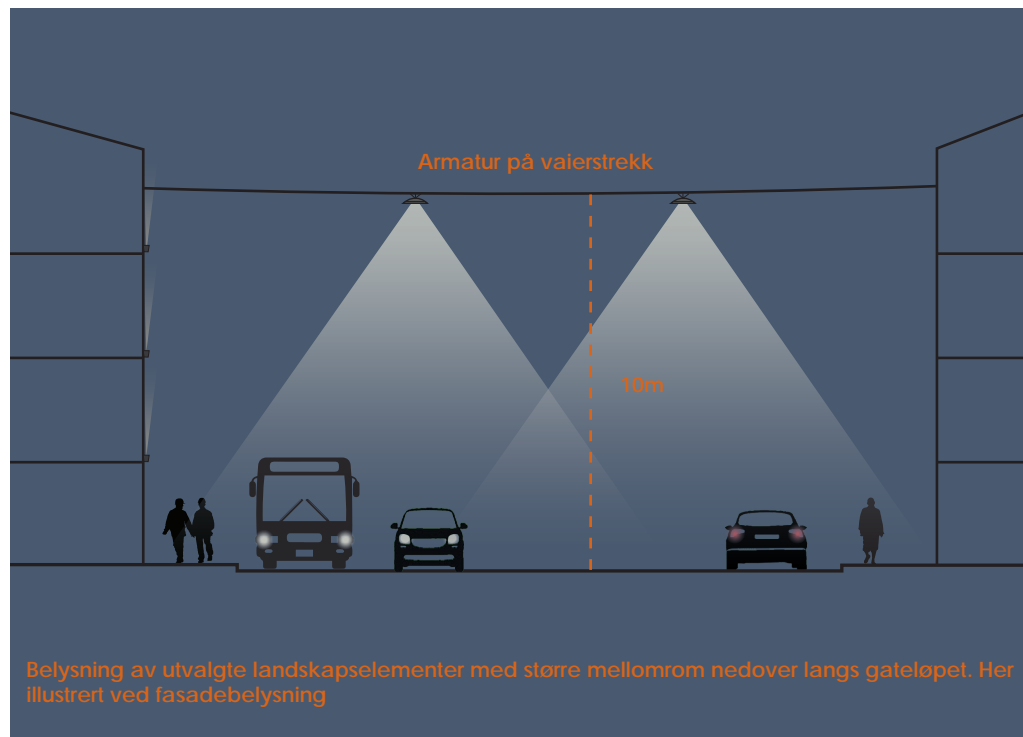 Armatur på vaierstrekk
10m
Belysning av utvalgte landskapselementer med større mellomrom nedover langs gateløpet. Her
illustrert ved fasadebelysning